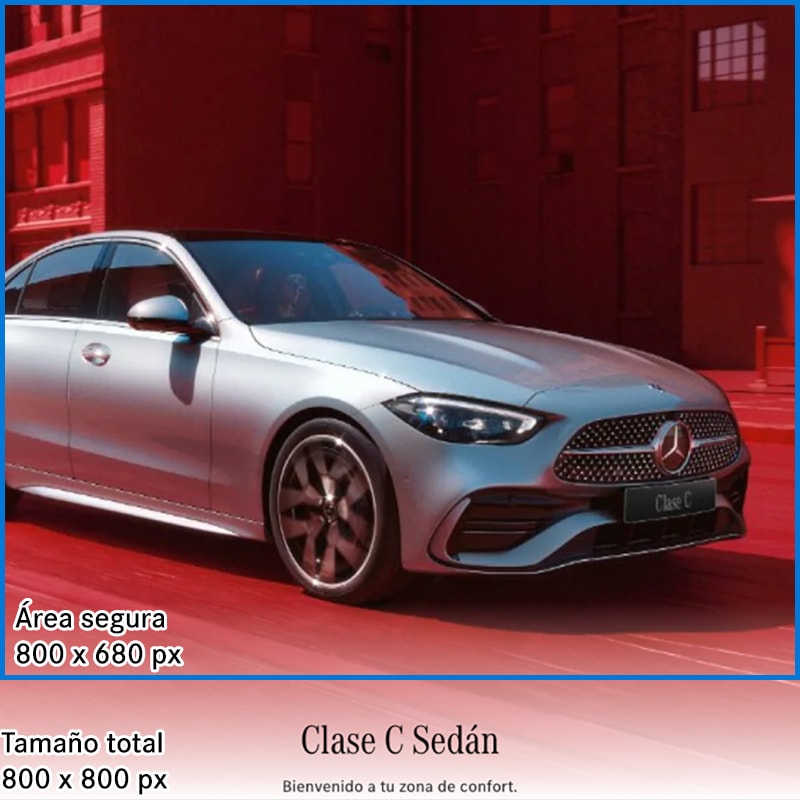 Clase C
Área segura
800 x 680 px
Clase C Sedán
Tamaño total
800 x 800 px
Bienvenido a tu zona de confort.